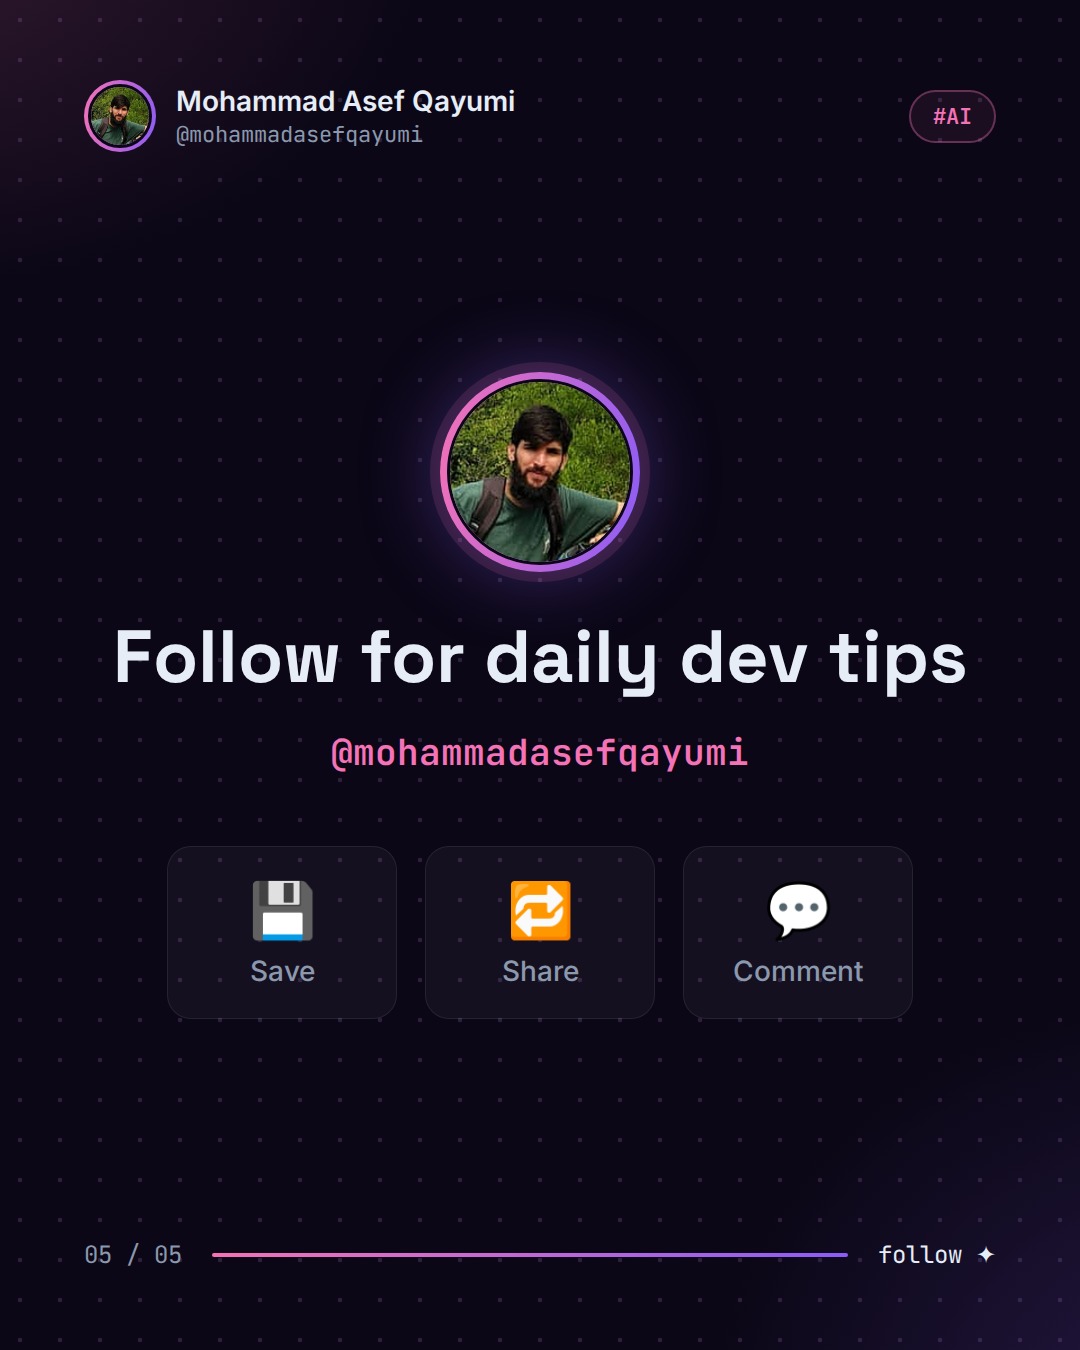 Mohammad Asef Qayumi
@mohammadasefqayumi
#AI
Follow for daily dev tips
@mohammadasefqayumi
Save
Share
Comment
05 / 05
follow ✦